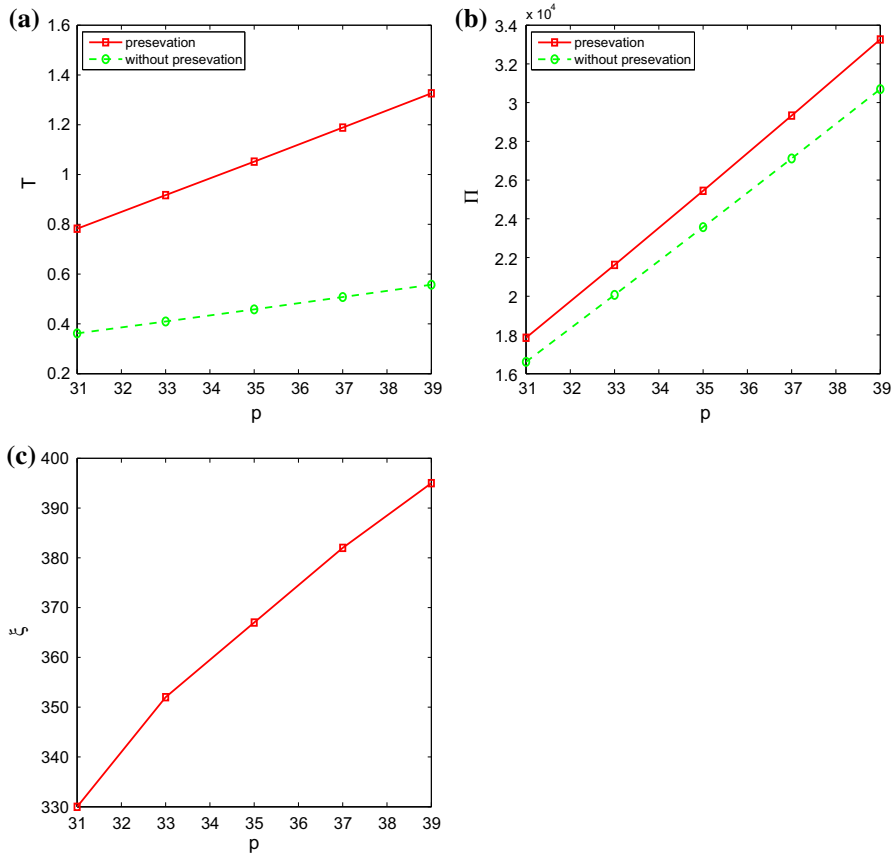 (a)
1.6
1.4
1.2
1
0.8
0.6
0.4
0.2
T
presevation
without presevation
31 32 33 34 35 36 37 38 39
p
(b)
x 10⁴
3.4
3.2
3
2.8
2.6
2.4
2.2
2
1.8
1.6
Π
presevation
without presevation
31 32 33 34 35 36 37 38 39
p
(c)
400
390
380
370
360
350
340
330
ξ
31 32 33 34 35 36 37 38 39
p